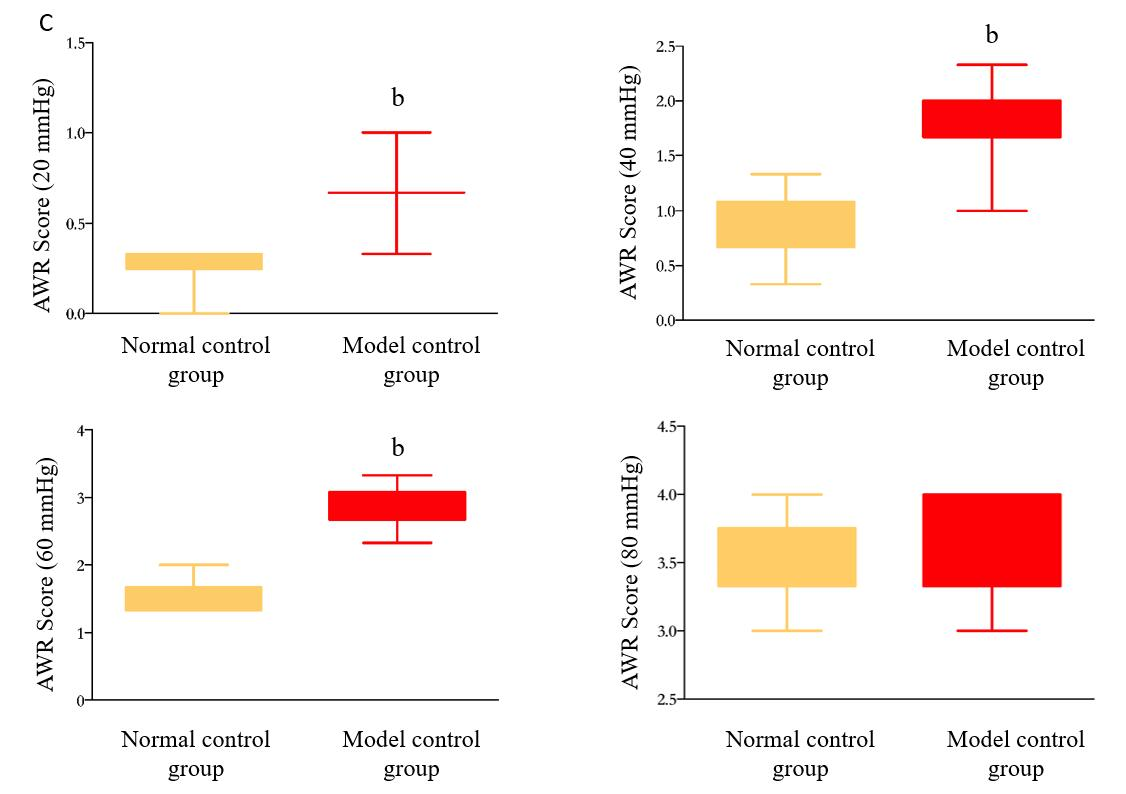 C
AWR Score (20 mmHg)
1.5
1.0
0.5
0.0
b
Normal control
group
Model control
group
AWR Score (40 mmHg)
2.5
2.0
1.5
1.0
0.5
0.0
b
Normal control
group
Model control
group
AWR Score (60 mmHg)
4
3
2
1
0
b
Normal control
group
Model control
group
AWR Score (80 mmHg)
4.5
4.0
3.5
3.0
2.5
Normal control
group
Model control
group